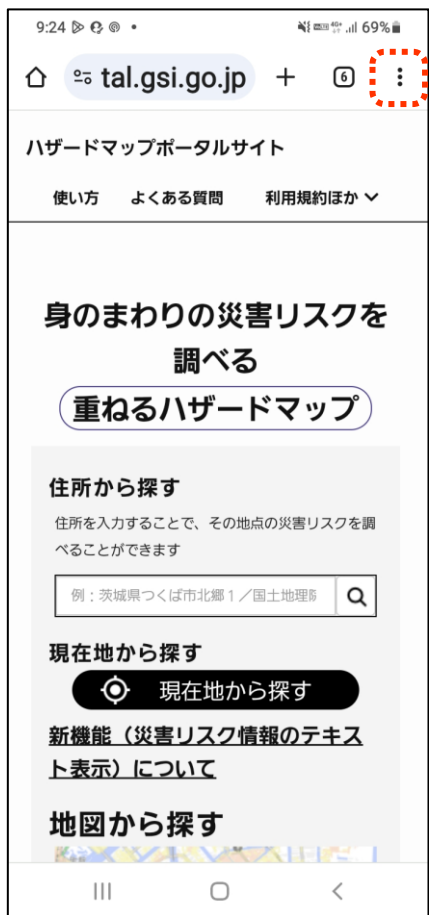 9:24 69%
tal.gsi.go.jp 6
ハザードマップポータルサイト
使い方 よくある質問 利用規約ほか
身のまわりの災害リスクを
調べる
重ねるハザードマップ
住所から探す
住所を入力することで、その地点の災害リスクを調
べることができます
例：茨城県つくば市北郷１／国土地理院
現在地から探す
現在地から探す
新機能（災害リスク情報のテキス
ト表示）について
地図から探す